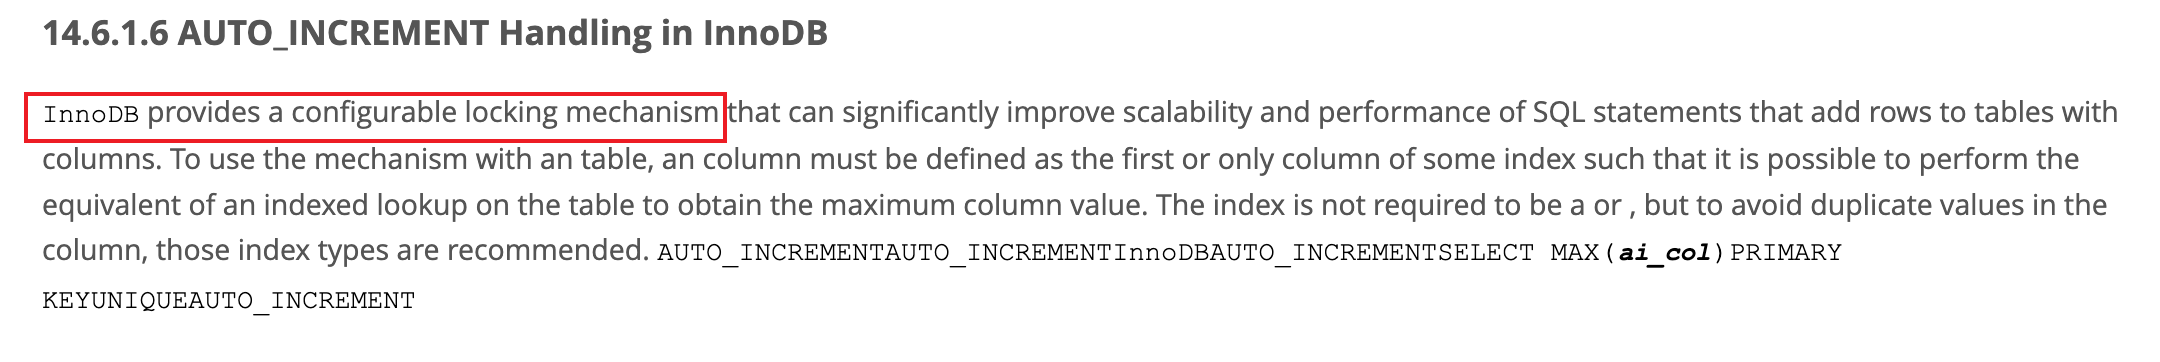 14.6.1.6 AUTO_INCREMENT Handling in InnoDB
InnoDB provides a configurable locking mechanism that can significantly improve scalability and performance of SQL statements that add rows to tables with
columns. To use the mechanism with an table, an column must be defined as the first or only column of some index such that it is possible to perform the
equivalent of an indexed lookup on the table to obtain the maximum column value. The index is not required to be a or , but to avoid duplicate values in the
column, those index types are recommended. AUTO_INCREMENTAUTO_INCREMENTInnoDBAUTO_INCREMENTSELECT MAX(ai_col)PRIMARY
KEYUNIQUEAUTO_INCREMENT